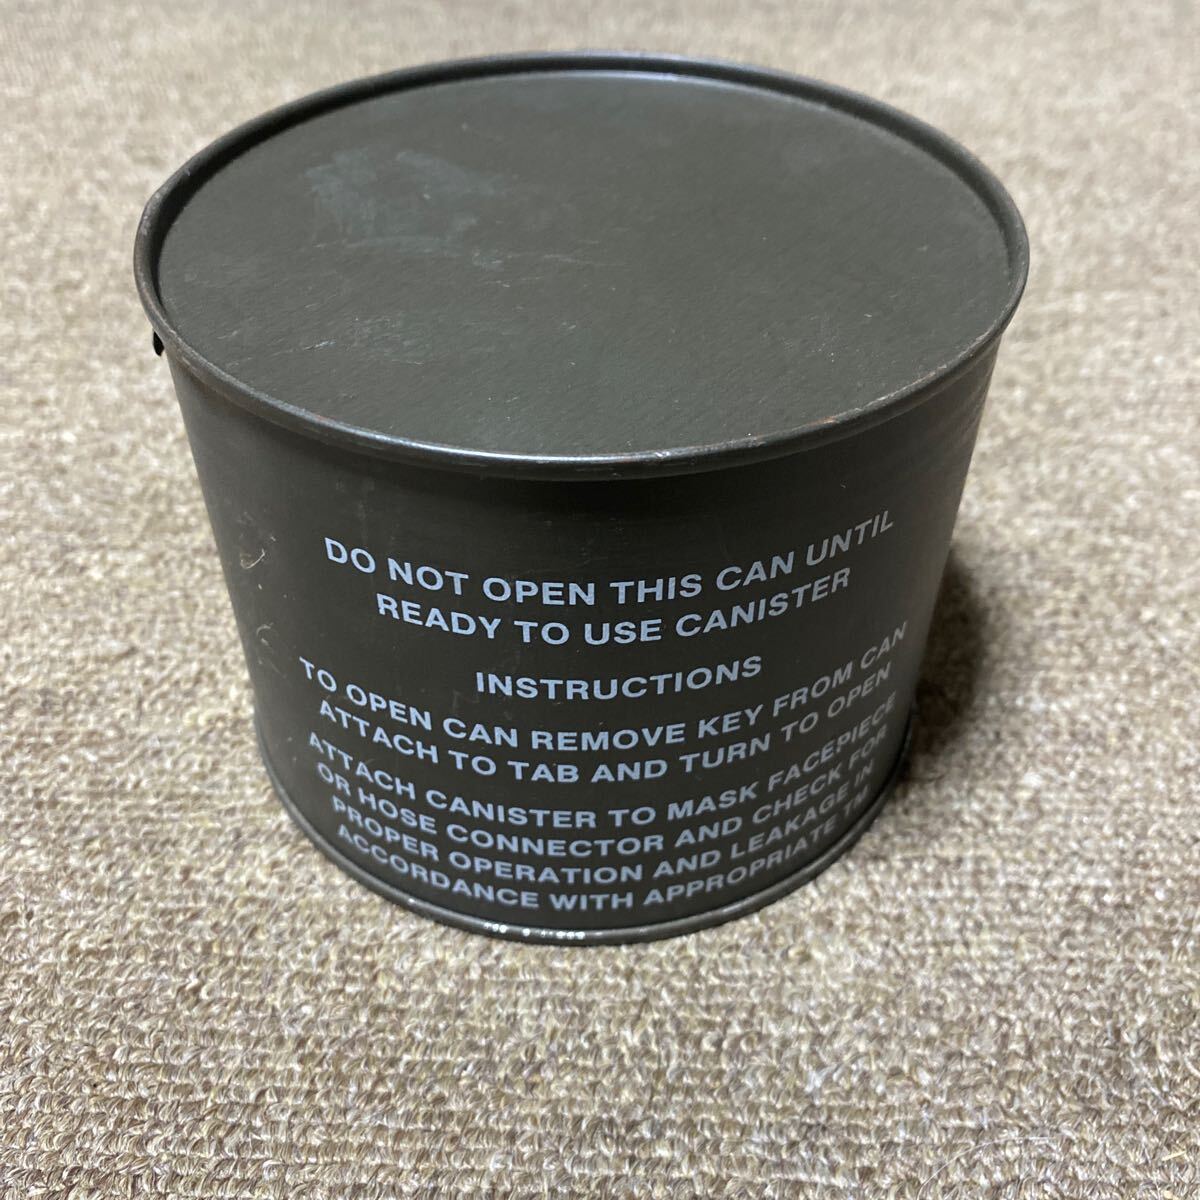 DO NOT OPEN THIS CAN UNTIL
READY TO USE CANISTER
INSTRUCTIONS
TO OPEN CAN REMOVE KEY FROM CAN
ATTACH TO TAB AND TURN TO OPEN
ATTACH CANISTER TO MASK FACEPIECE
OR HOSE CONNECTOR AND CHECK FOR
PROPER OPERATION AND LEAKAGE IN
ACCORDANCE WITH APPROPRIATE TM